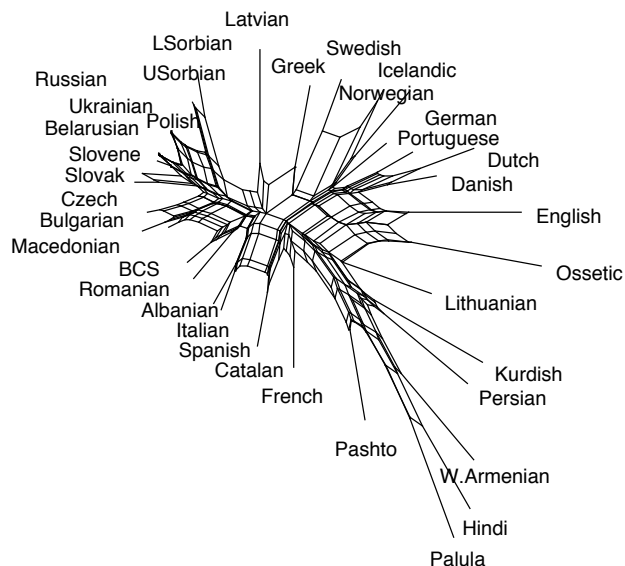 Latvian
LSorbian
Swedish
USorbian
Greek
Icelandic
Russian
Norwegian
Ukrainian
German
Belarusian
Polish
Portuguese
Slovene
Dutch
Slovak
Danish
Czech
English
Bulgarian
Macedonian
BCS
Ossetic
Romanian
Lithuanian
Albanian
Italian
Spanish
Catalan
Kurdish
French
Persian
Pashto
W.Armenian
Hindi
Palula